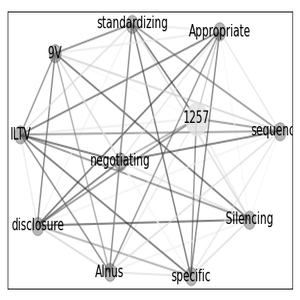 standardizing
Appropriate
9V
1257
ILTV
sequenc
negotiating
disclosure
Silencing
Alnus
specific